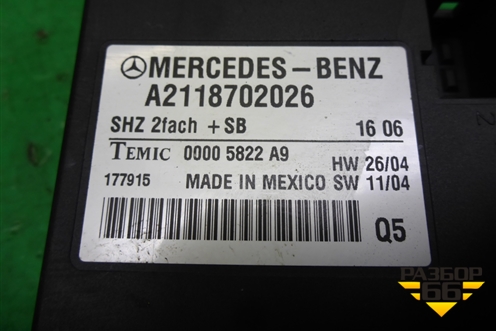 MERCEDES-BENZ
A2118702026
SHZ 2fach + SB 16 06
TEMIC 0000 5822 A9 HW 26/04
177915 MADE IN MEXICO SW 11/04
Q5
РАЗБОР
66